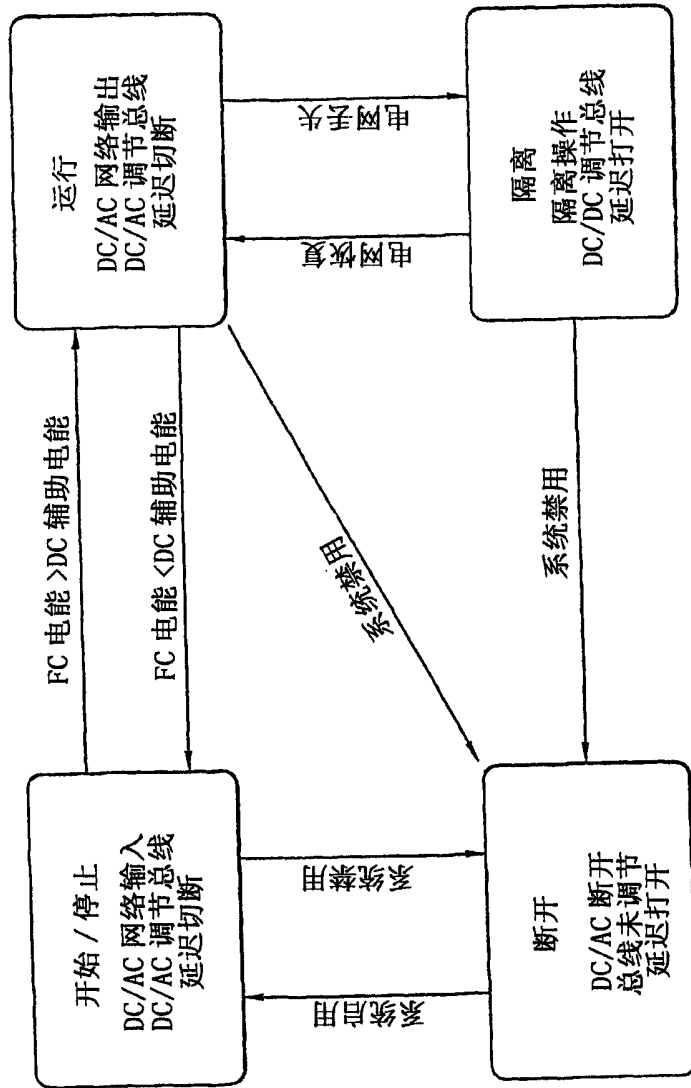 开始/停止
DC/AC 网络输入
DC/AC 调节总线
延迟切断
FC 电能 >DC 辅助电能
FC 电能 <DC 辅助电能
运行
DC/AC 网络输出
DC/AC 调节总线
延迟切断
系统启用
系统禁用
系统禁用
电网恢复
电网丢失
断开
DC/AC 断开
总线未调节
延迟打开
系统禁用
隔离
隔离操作
DC/DC 调节总线
延迟打开